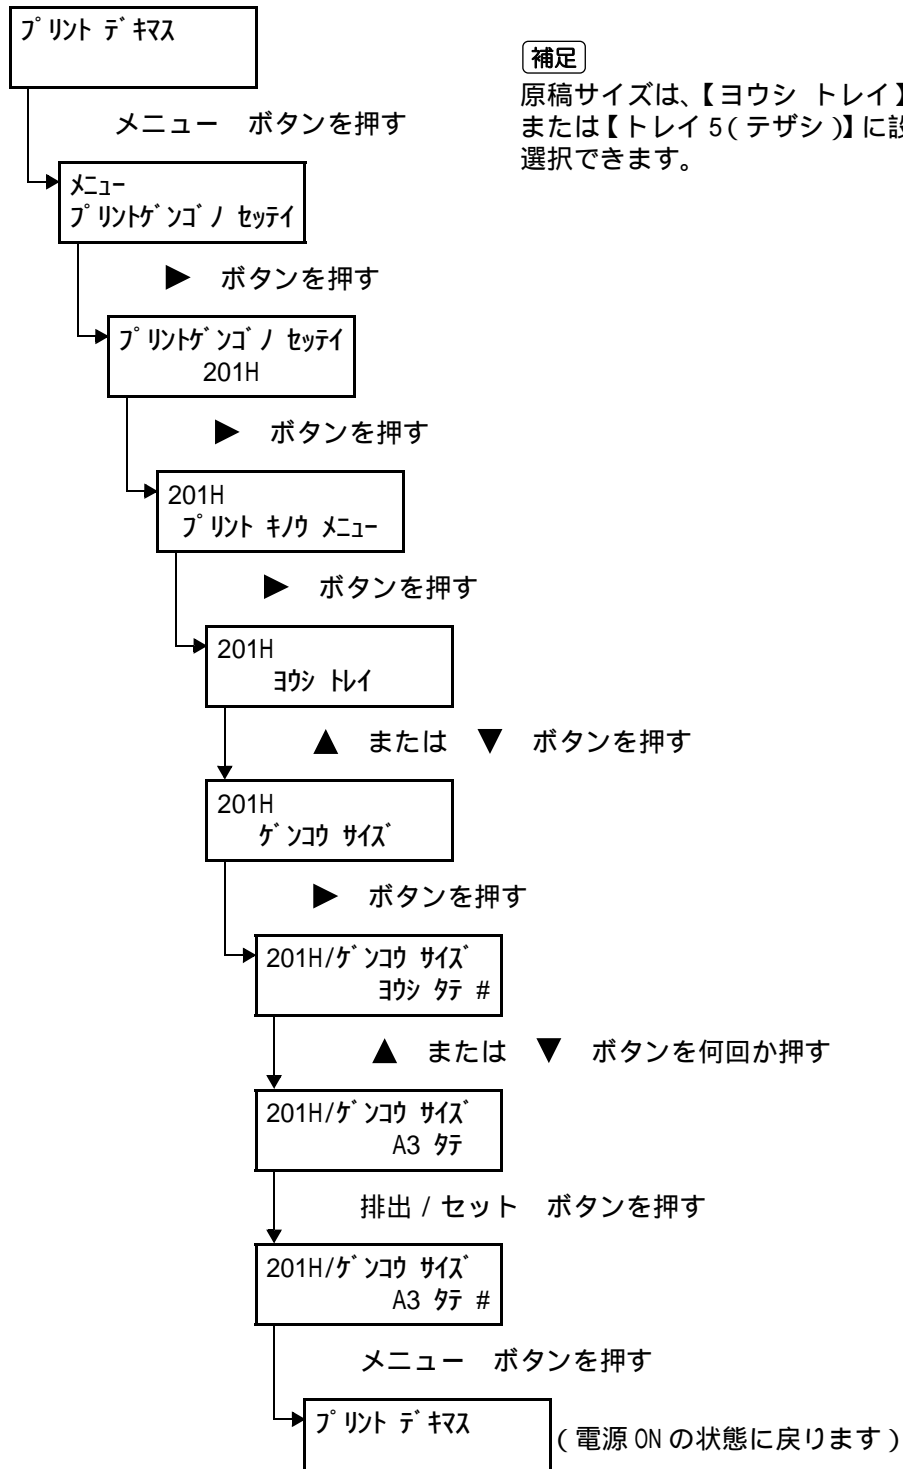 ﾌﾟﾘﾝﾄ ﾃﾞｷﾏｽ
補足
原稿サイズは、【ヨウシ トレイ】
または【トレイ5(テザシ)】に設
選択できます。
メニュー ボタンを押す
ﾒﾆｭｰ
ﾌﾟﾘﾝﾄｹﾞﾝｺﾞﾉ ｾｯﾃｲ
▶ ボタンを押す
ﾌﾟﾘﾝﾄｹﾞﾝｺﾞﾉ ｾｯﾃｲ
201H
▶ ボタンを押す
201H
ﾌﾟﾘﾝﾄ ｷﾉｳ ﾒﾆｭｰ
▶ ボタンを押す
201H
ﾖｳｼ ﾄﾚｲ
▲ または ▼ ボタンを押す
201H
ｹﾞﾝｺｳ ｻｲｽﾞ
▶ ボタンを押す
201H/ｹﾞﾝｺｳ ｻｲｽﾞ
ﾖｳｼ ﾀﾃ #
▲ または ▼ ボタンを何回か押す
201H/ｹﾞﾝｺｳ ｻｲｽﾞ
A3 ﾀﾃ
排出 / セット ボタンを押す
201H/ｹﾞﾝｺｳ ｻｲｽﾞ
A3 ﾀﾃ #
メニュー ボタンを押す
ﾌﾟﾘﾝﾄ ﾃﾞｷﾏｽ
(電源 ON の状態に戻ります)